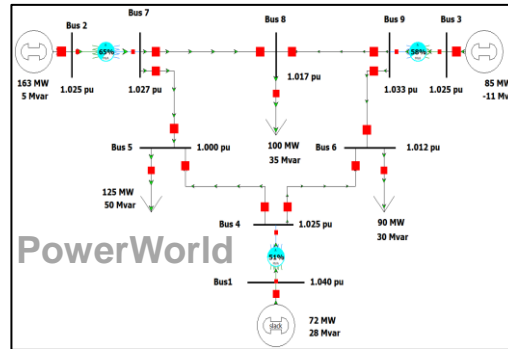 Bus 2
Bus 7
Bus 8
Bus 9
Bus 3
65%
58%
163 MW
5 Mvar
1.025 pu
1.027 pu
1.017 pu
1.033 pu
1.025 pu
85 MW
-11 Mv
Bus 5
1.000 pu
100 MW
35 Mvar
Bus 6
1.012 pu
125 MW
50 Mvar
Bus 4
1.025 pu
90 MW
30 Mvar
PowerWorld
51%
Bus1
1.040 pu
slack
72 MW
28 Mvar